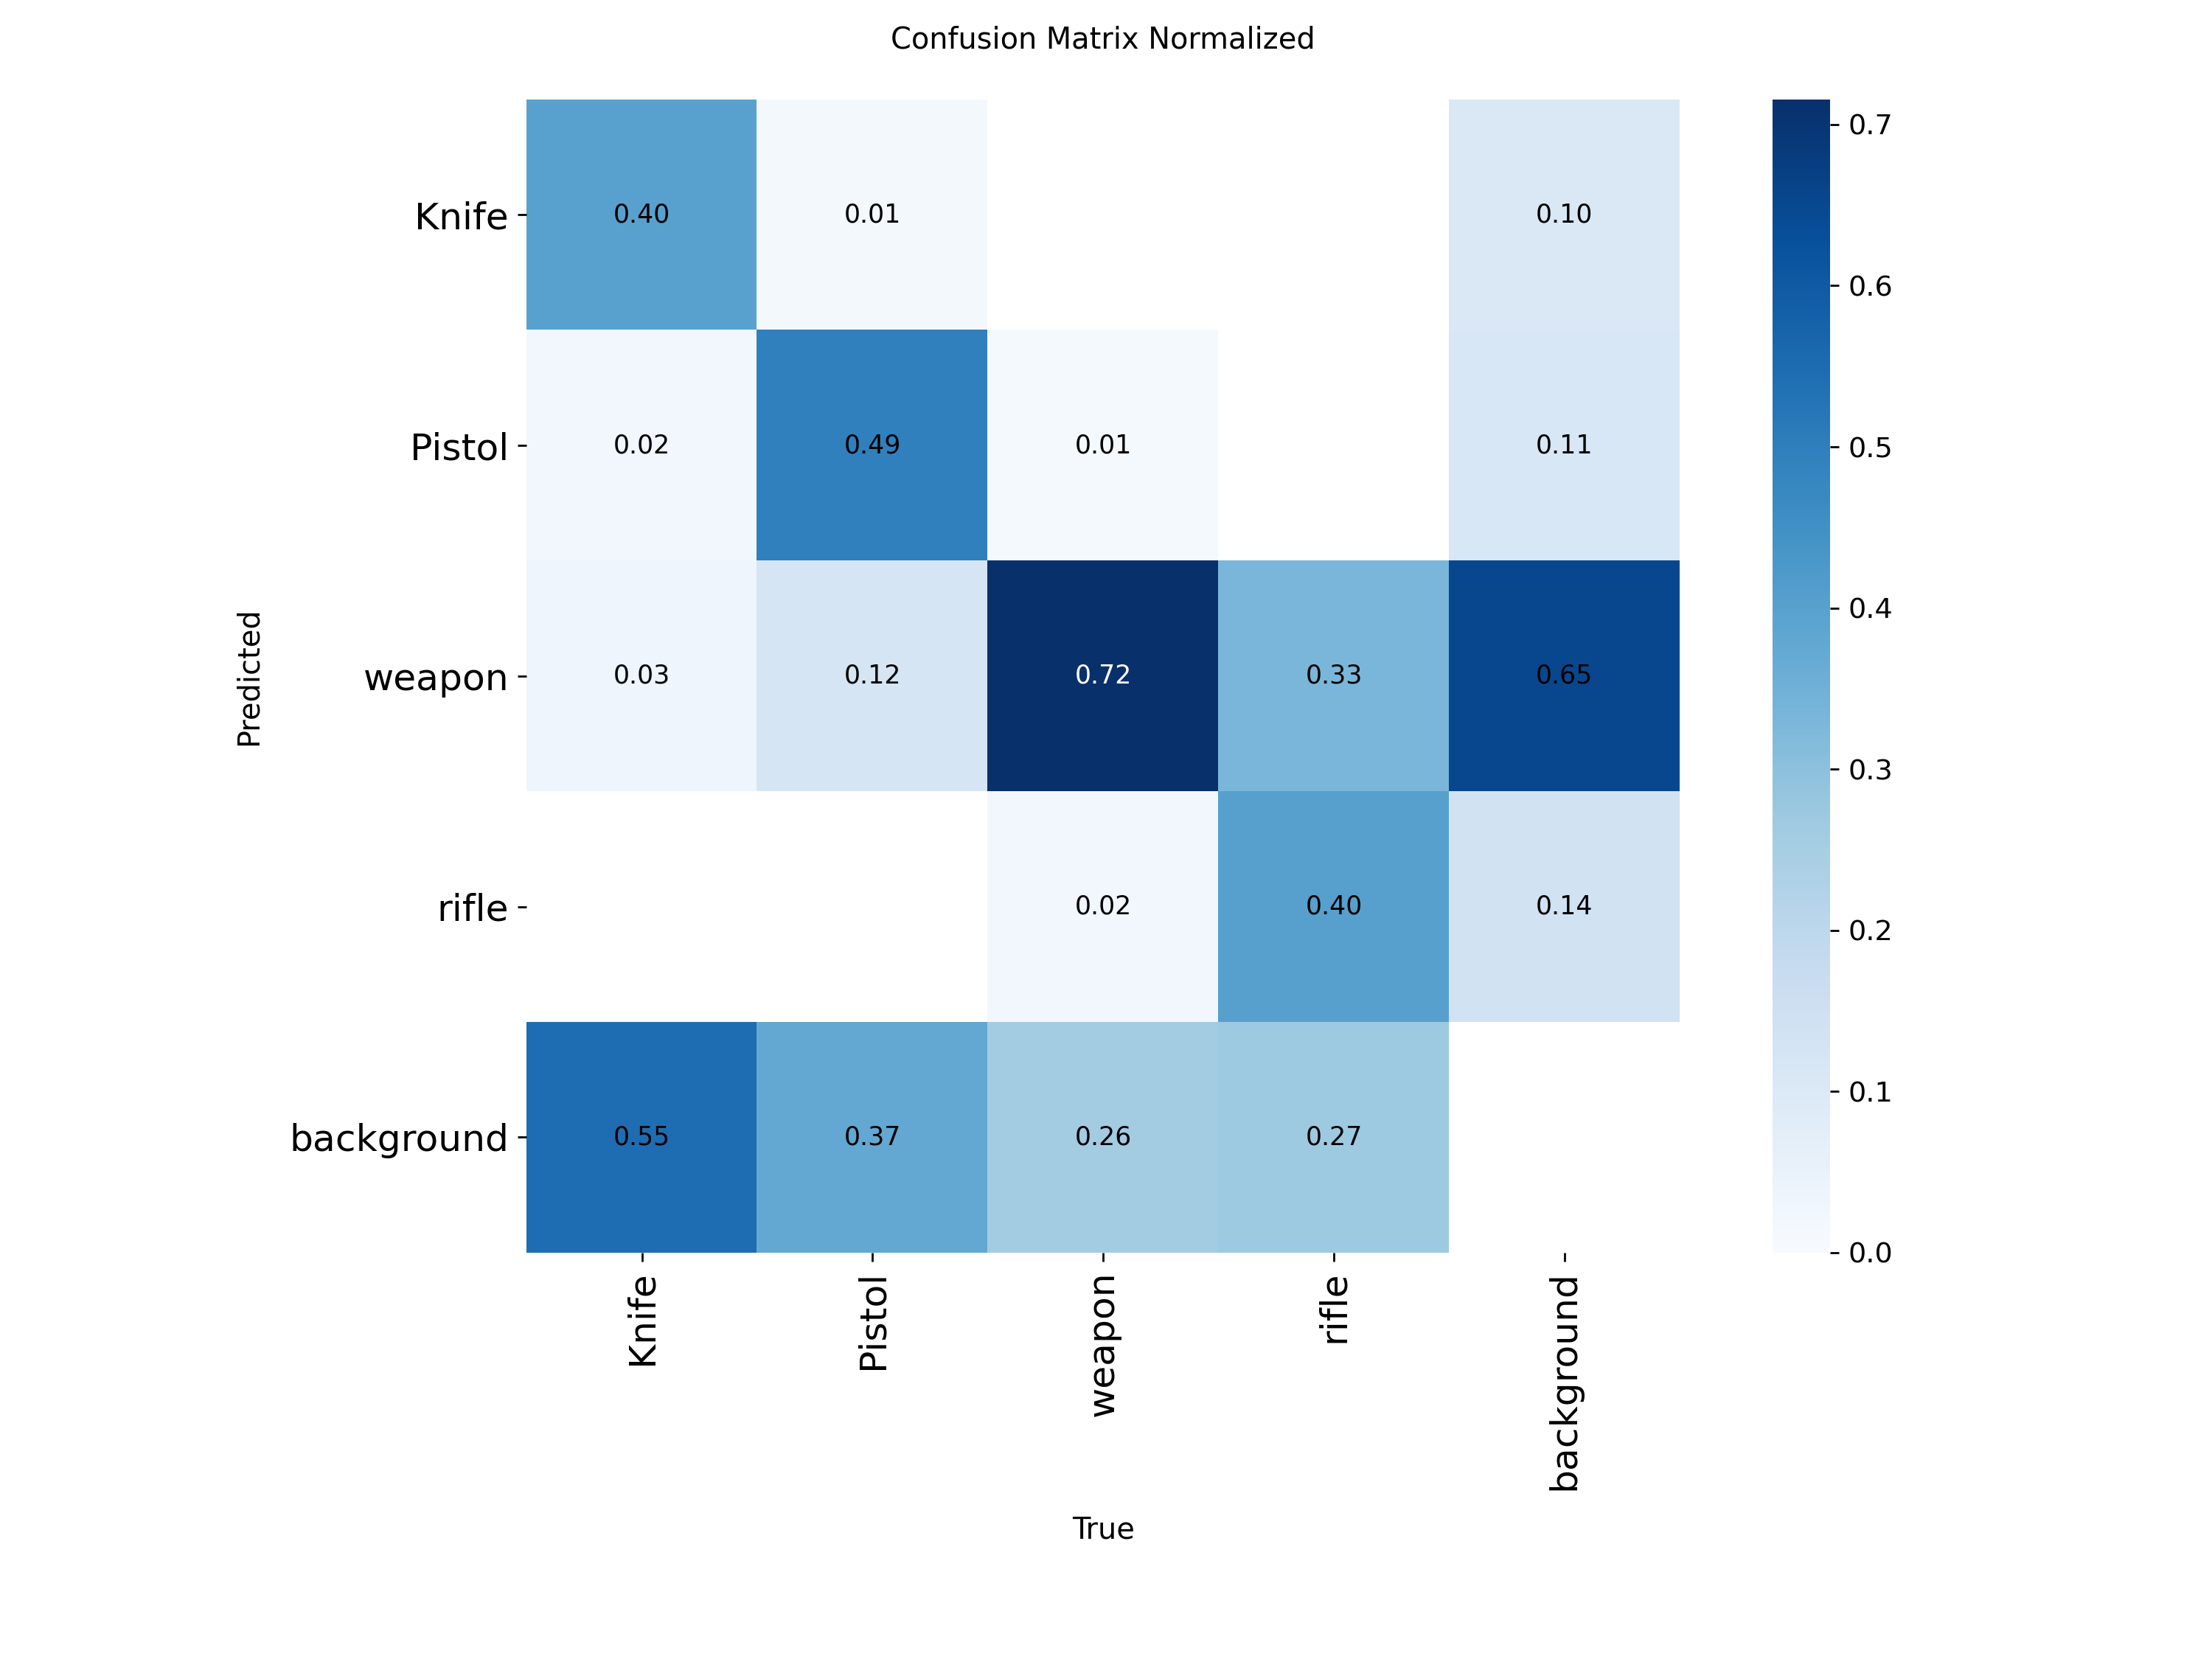 Confusion Matrix Normalized
Knife
0.40
0.01
0.10
Pistol
0.02
0.49
0.01
0.11
weapon
0.03
0.12
0.72
0.33
0.65
rifle
0.02
0.40
0.14
background
0.55
0.37
0.26
0.27
Predicted
Knife
Pistol
weapon
rifle
background
True
0.7
0.6
0.5
0.4
0.3
0.2
0.1
0.0